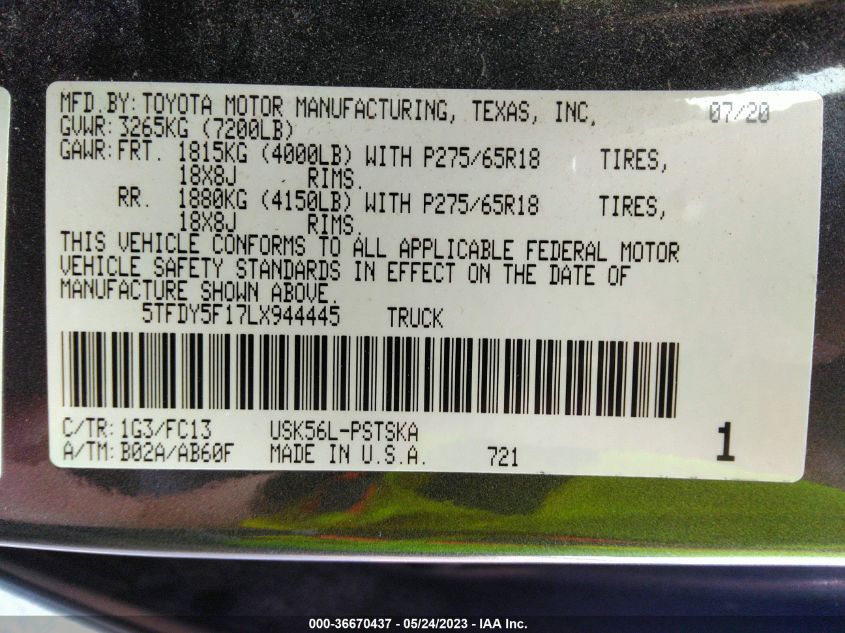 MFD.BY:TOYOTA MOTOR MANUFACTURING, TEXAS, INC. 07/20
GVWR:3265KG (7200LB)
GAWR:FRT. 1815KG (4000LB) WITH P275/65R18 TIRES,
18X8J RIMS.
RR. 1880KG (4150LB) WITH P275/65R18 TIRES,
18X8J RIMS.
THIS VEHICLE CONFORMS TO ALL APPLICABLE FEDERAL MOTOR
VEHICLE SAFETY STANDARDS IN EFFECT ON THE DATE OF
MANUFACTURE SHOWN ABOVE.
5TFDY5F17LX944445 TRUCK
C/TR:1G3/FC13 USK56L-PSTSKA
A/TM:B02A/AB60F MADE IN U.S.A. 721 1
000-36670437 - 05/24/2023 - IAA Inc.